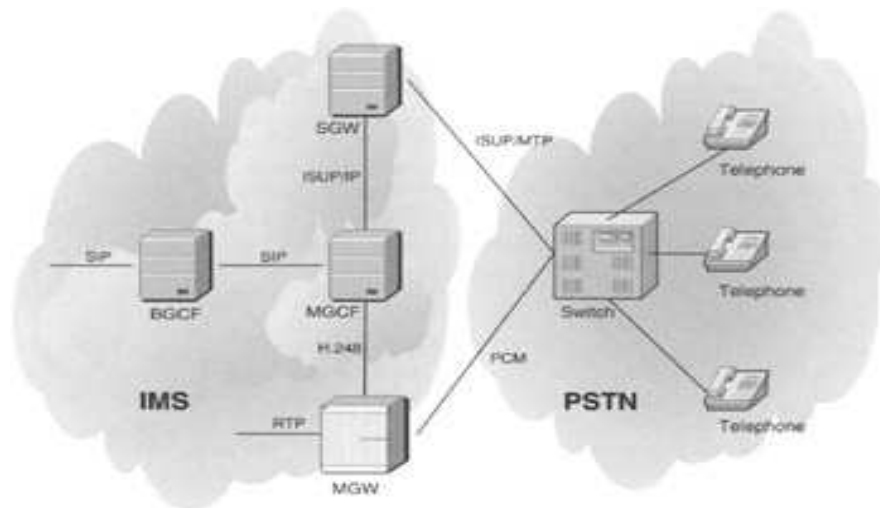 SGW
ISUP/MTP
Telephone
ISUP/IP
SIP
SIP
BGCF
MGCF
Telephone
Switch
H.248
PCM
IMS
PSTN
RTP
Telephone
MGW